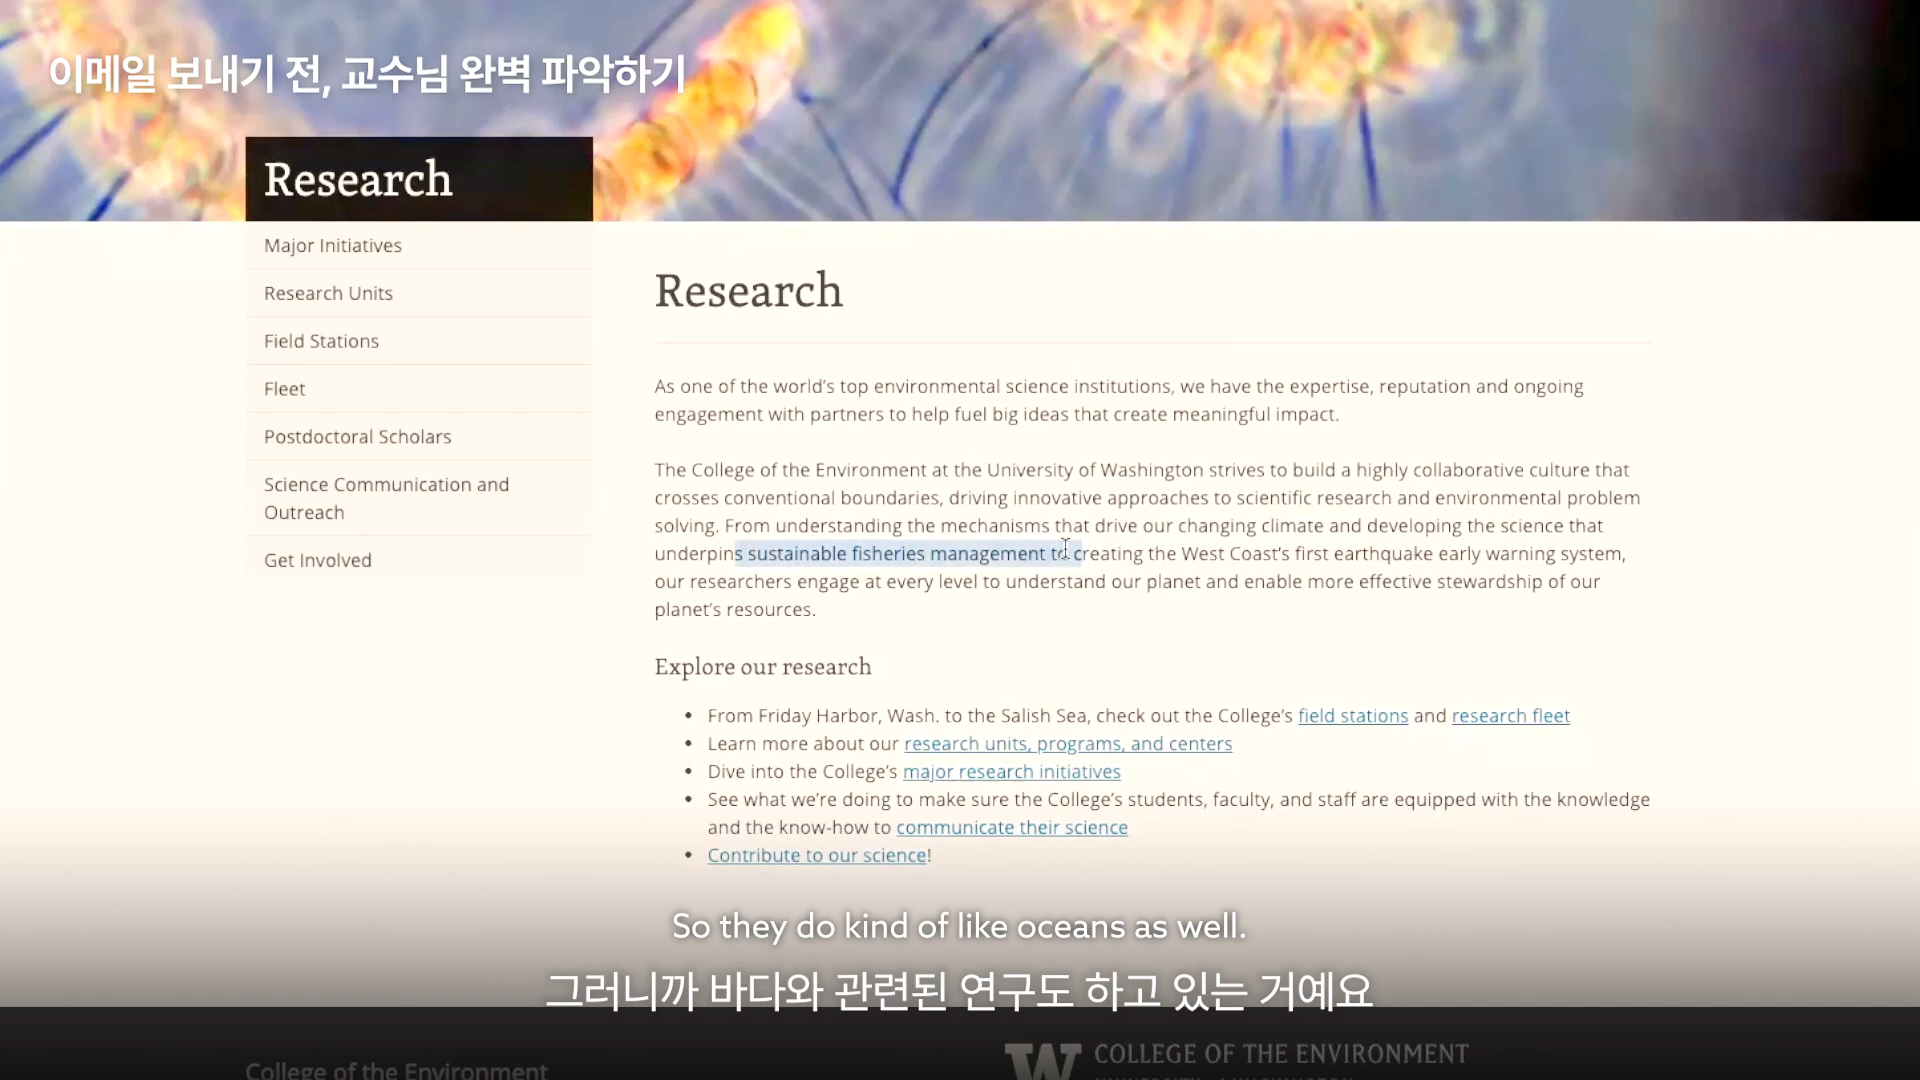 이메일 보내기 전, 교수님 완벽 파악하기
Research
Major Initiatives
Research Units
Field Stations
Fleet
Postdoctoral Scholars
Science Communication and
Outreach
Get Involved
Research
As one of the world's top environmental science institutions, we have the expertise, reputation and ongoing
engagement with partners to help fuel big ideas that create meaningful impact.
The College of the Environment at the University of Washington strives to build a highly collaborative culture that
crosses conventional boundaries, driving innovative approaches to scientific research and environmental problem
solving. From understanding the mechanisms that drive our changing climate and developing the science that
underpins sustainable fisheries management to creating the West Coast's first earthquake early warning system,
our researchers engage at every level to understand our planet and enable more effective stewardship of our
planet's resources.
Explore our research
• From Friday Harbor, Wash. to the Salish Sea, check out the College's field stations and research fleet
• Learn more about our research units, programs, and centers
• Dive into the College's major research initiatives
• See what we're doing to make sure the College's students, faculty, and staff are equipped with the knowledge
and the know-how to communicate their science
• Contribute to our science!
So they do kind of like oceans as well.
그러니까 바다와 관련된 연구도 하고 있는 거예요
College of the Environment
W COLLEGE OF THE ENVIRONMENT